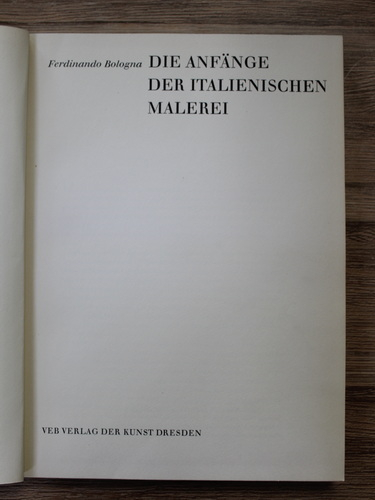 Ferdinando Bologna DIE ANFÄNGE
DER ITALIENISCHEN
MALEREI
VEB VERLAG DER KUNST DRESDEN